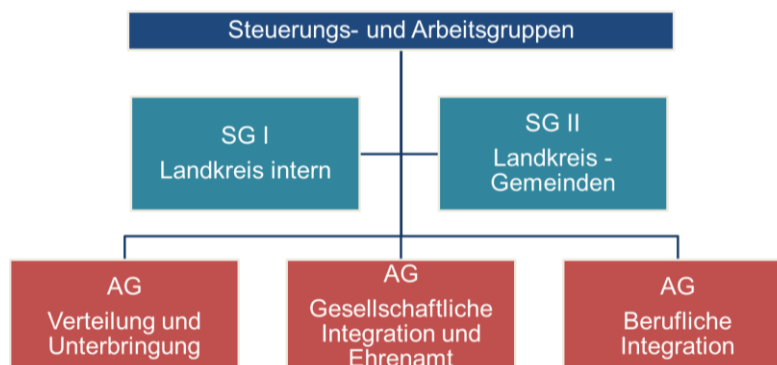 Steuerungs- und Arbeitsgruppen
SG I
Landkreis intern
SG II
Landkreis -
Gemeinden
AG
Verteilung und
Unterbringung
AG
Gesellschaftliche
Integration und
Ehrenamt
AG
Berufliche
Integration